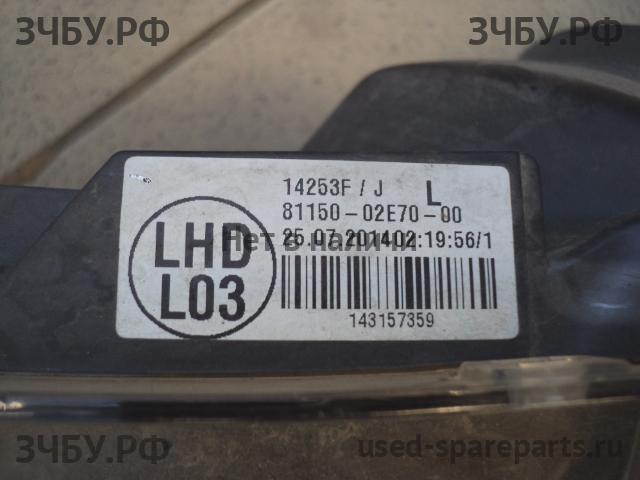 ЗЧБУ.РФ ЗЧБУ.РФ
14253F / J L
81150-02E70-00
25.07.201402:19:56/1
Нет в наличии
LHD
L03
143157359
ЗЧБУ.РФ used-spareparts.ru